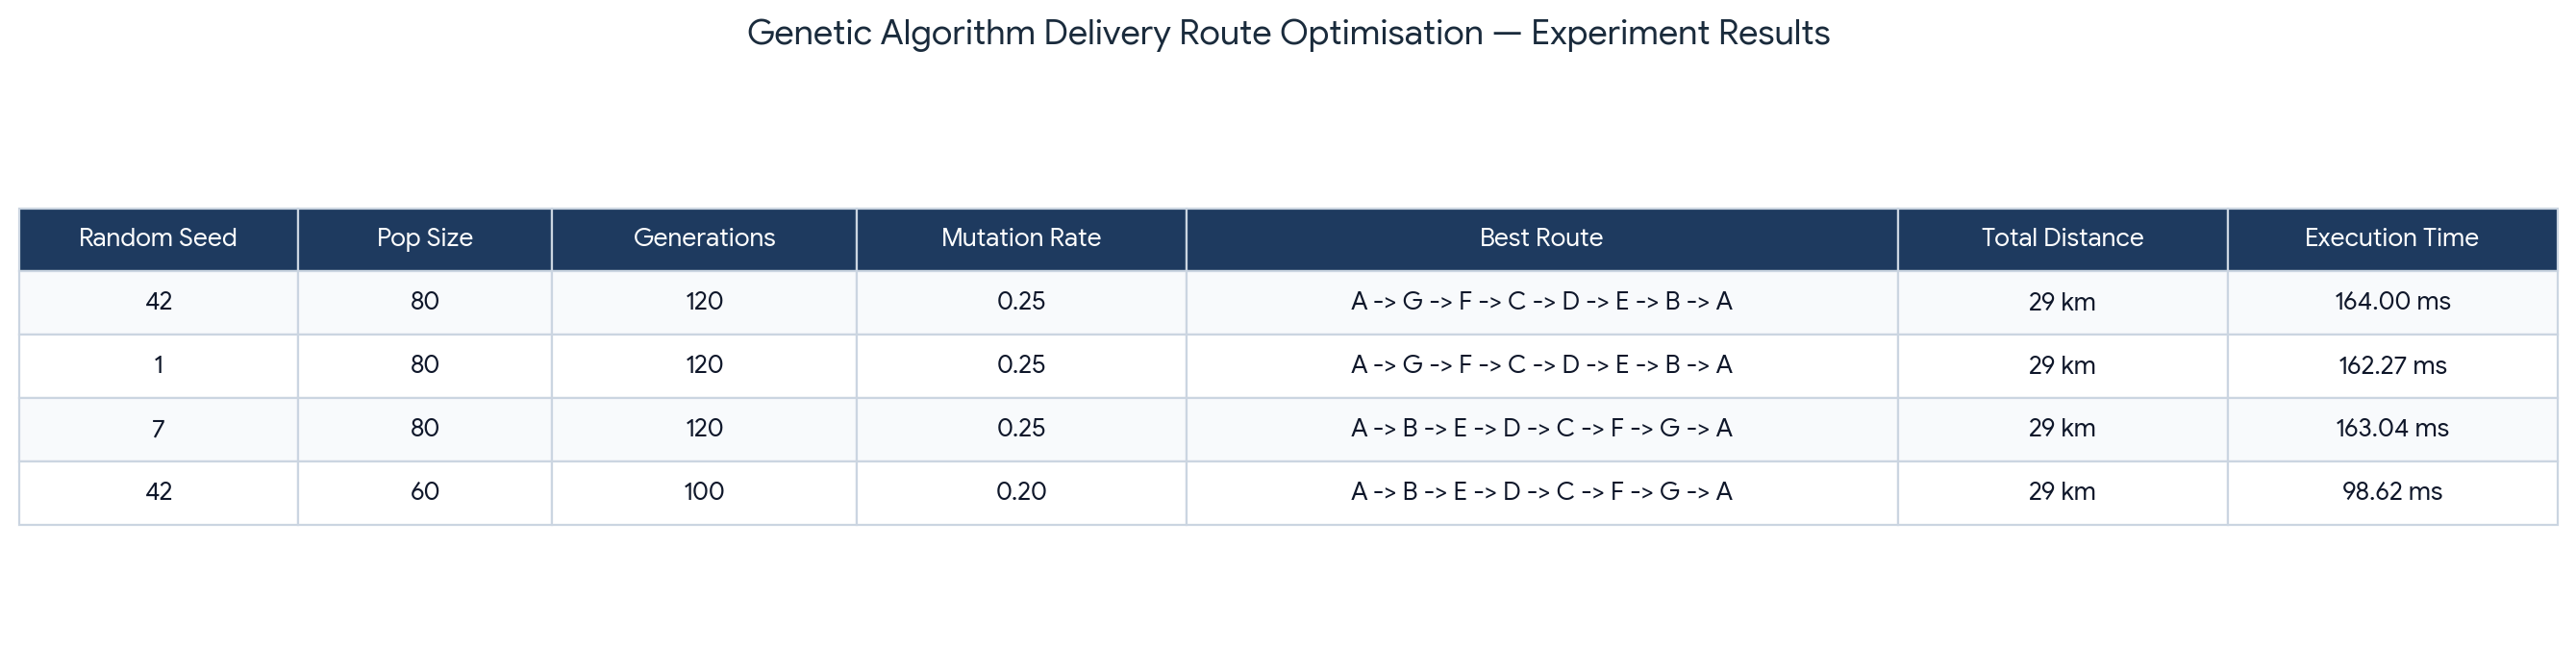 Genetic Algorithm Delivery Route Optimisation — Experiment Results
Random Seed Pop Size Generations Mutation Rate Best Route Total Distance Execution Time
42 80 120 0.25 A -> G -> F -> C -> D -> E -> B -> A 29 km 164.00 ms
1 80 120 0.25 A -> G -> F -> C -> D -> E -> B -> A 29 km 162.27 ms
7 80 120 0.25 A -> B -> E -> D -> C -> F -> G -> A 29 km 163.04 ms
42 60 100 0.20 A -> B -> E -> D -> C -> F -> G -> A 29 km 98.62 ms